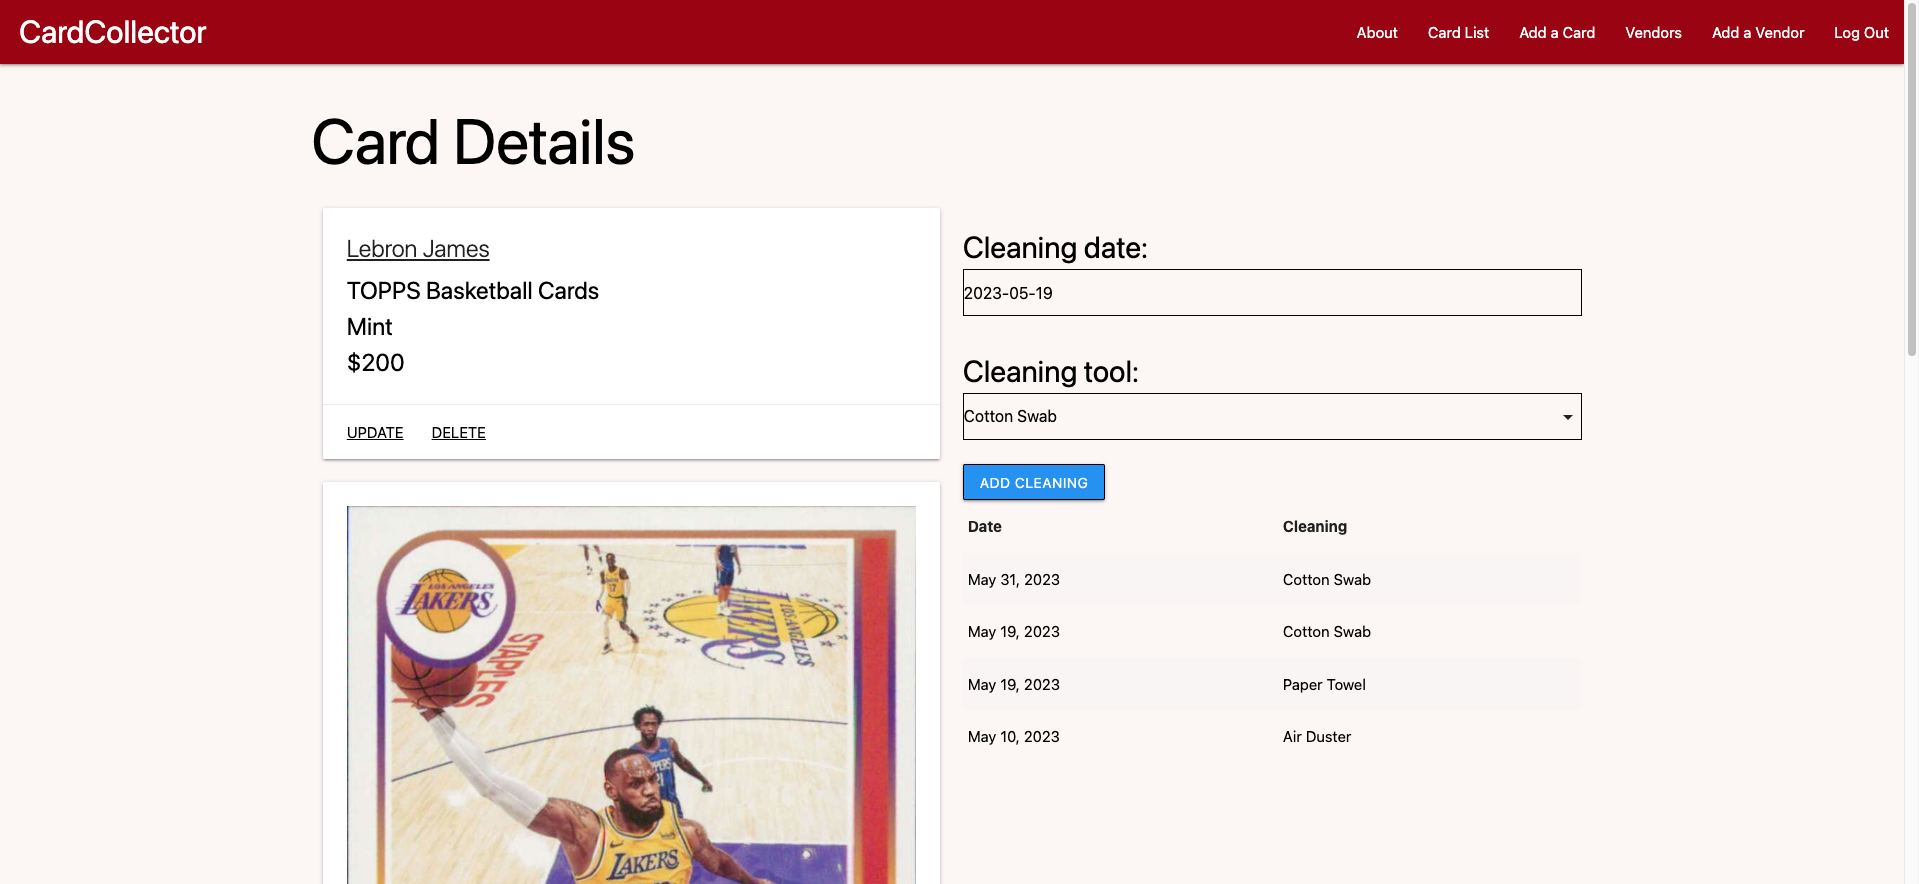 CardCollector
About
Card List
Add a Card
Vendors
Add a Vendor
Log Out
Card Details
Lebron James
TOPPS Basketball Cards
Mint
$200
UPDATE
DELETE
Cleaning date:
2023-05-19
Cleaning tool:
Cotton Swab
ADD CLEANING
Date Cleaning
May 31, 2023 Cotton Swab
May 19, 2023 Cotton Swab
May 19, 2023 Paper Towel
May 10, 2023 Air Duster
LOS ANGELES
LAKERS
STAPLES
LOS ANGELES
LAKERS
LAKERS